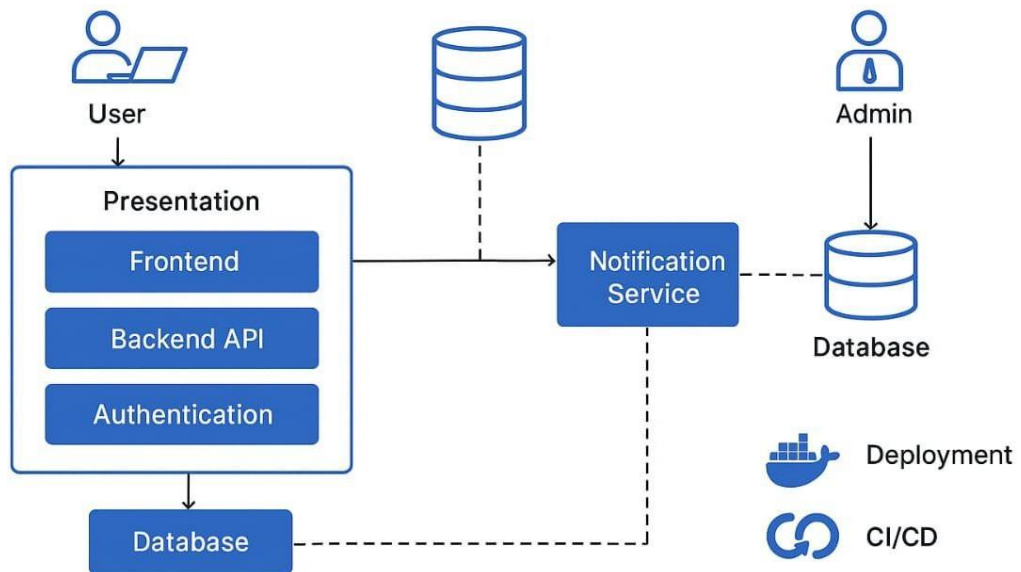 User
Admin
Presentation
Frontend
Backend API
Authentication
Notification
Service
Database
Database
Deployment
CI/CD